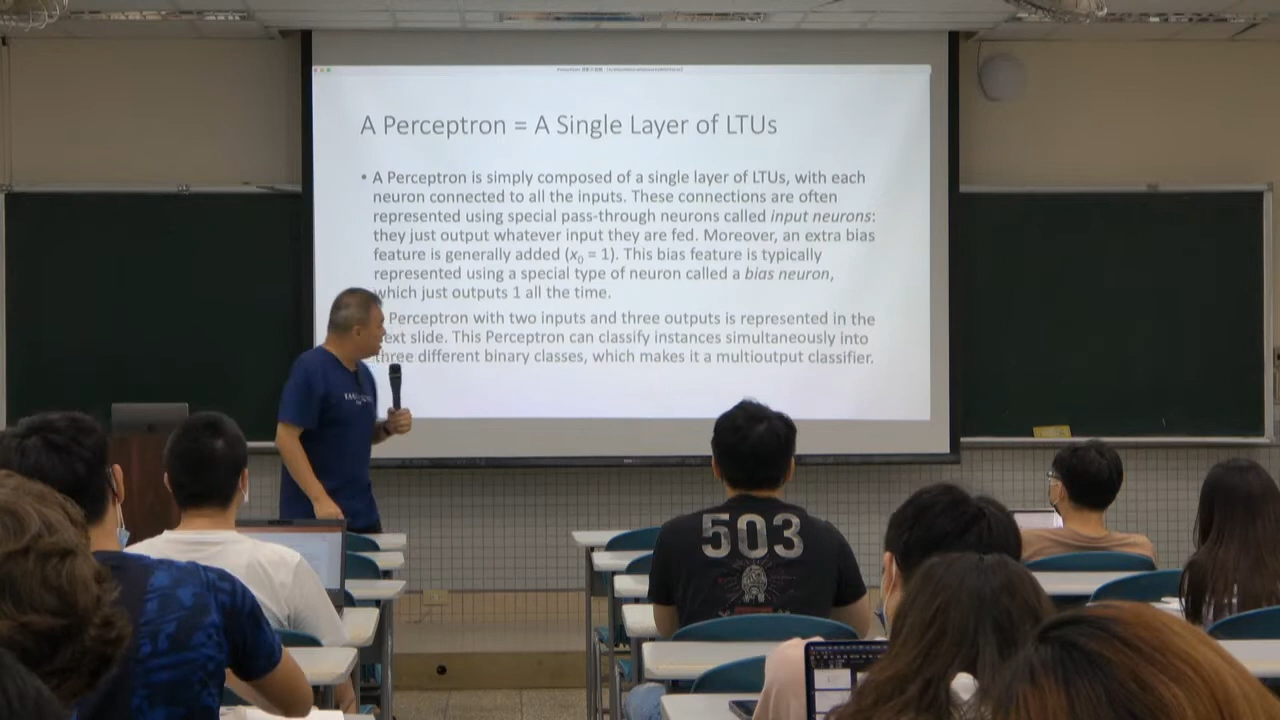 A Perceptron = A Single Layer of LTUs
• A Perceptron is simply composed of a single layer of LTUs, with each
neuron connected to all the inputs. These connections are often
represented using special pass-through neurons called input neurons:
they just output whatever input they are fed. Moreover, an extra bias
feature is generally added (x₀ = 1). This bias feature is typically
represented using a special type of neuron called a bias neuron,
which just outputs 1 all the time.
Perceptron with two inputs and three outputs is represented in the
next slide. This Perceptron can classify instances simultaneously into
three different binary classes, which makes it a multioutput classifier.
503